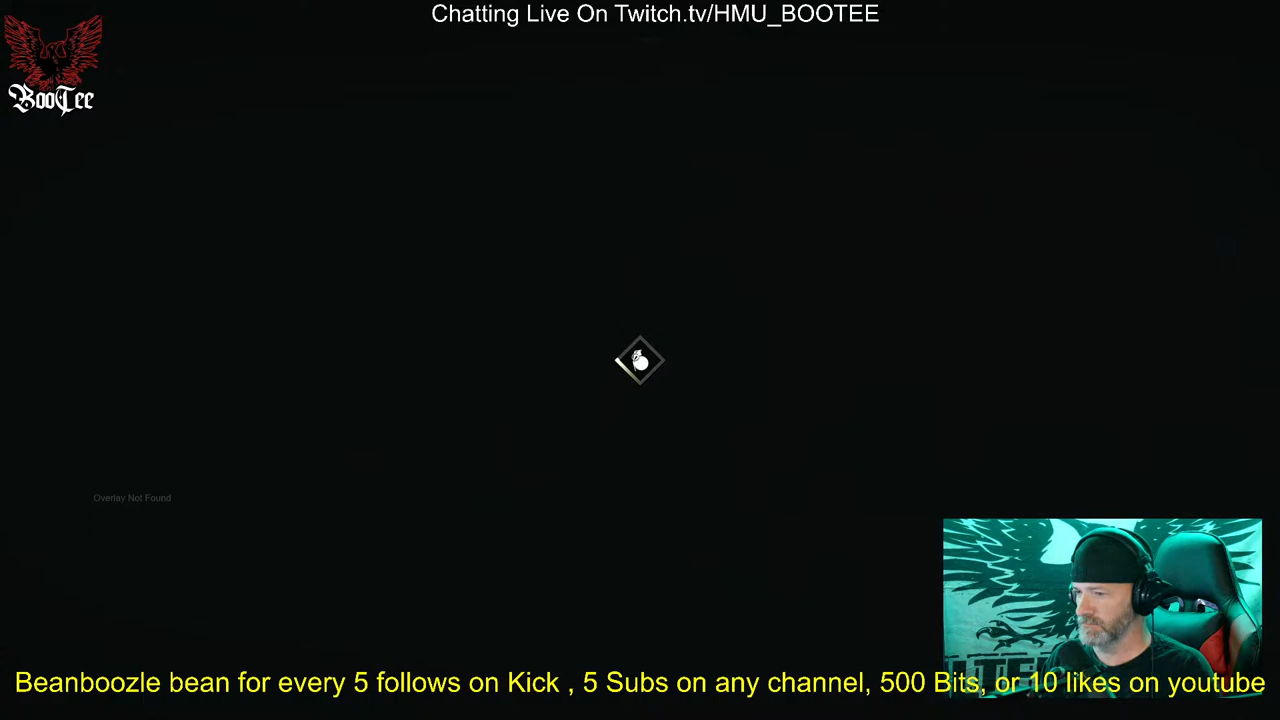 Chatting Live On Twitch.tv/HMU_BOOTEE
BooTee
Overlay Not Found
Beanboozle bean for every 5 follows on Kick , 5 Subs on any channel, 500 Bits, or 10 likes on youtube